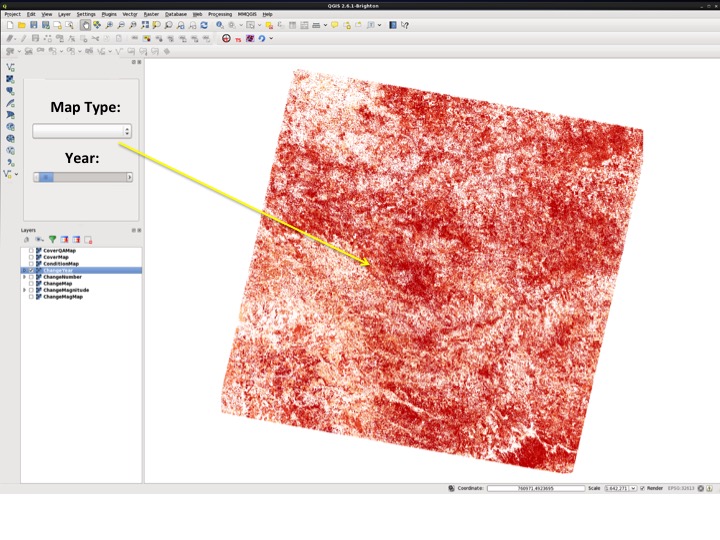 QGIS 2.6.1-Brighton
Project Edit View Layer Settings Plugins Vector Raster Database Web Processing MMQGIS Help
Map Type:
Year:
Layers
CoverQAMap
CoverMap
ConditionMap
ChangeYear
ChangeNumber
ChangeMap
ChangeMagnitude
ChangeMagMap
Coordinate: 760971,4923695 Scale 1:642,271 Render EPSG:32613